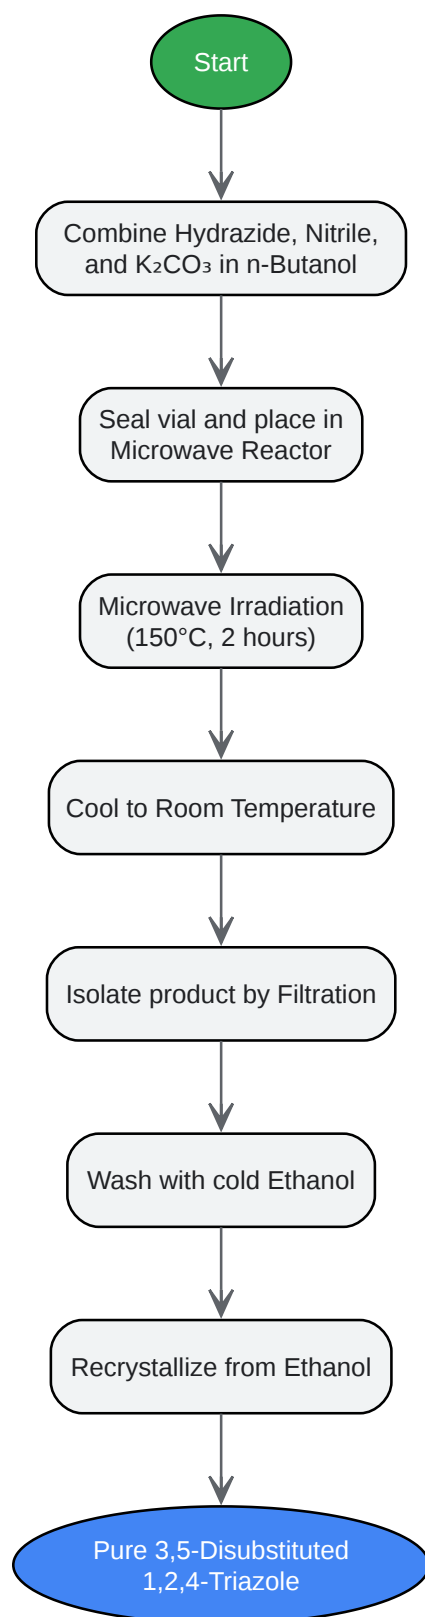 Start
Combine Hydrazide, Nitrile,
and K₂CO₃ in n-Butanol
Seal vial and place in
Microwave Reactor
Microwave Irradiation
(150°C, 2 hours)
Cool to Room Temperature
Isolate product by Filtration
Wash with cold Ethanol
Recrystallize from Ethanol
Pure 3,5-Disubstituted
1,2,4-Triazole